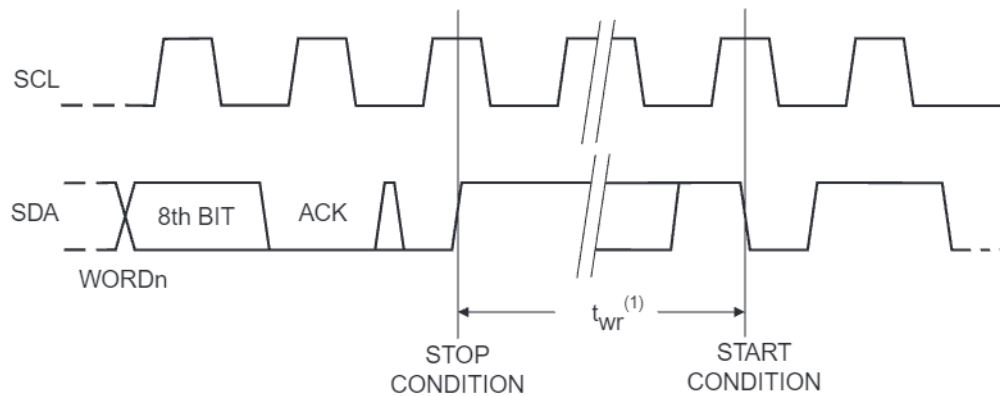 SCL
SDA
8th BIT
ACK
WORDn
twr(1)
STOP
CONDITION
START
CONDITION